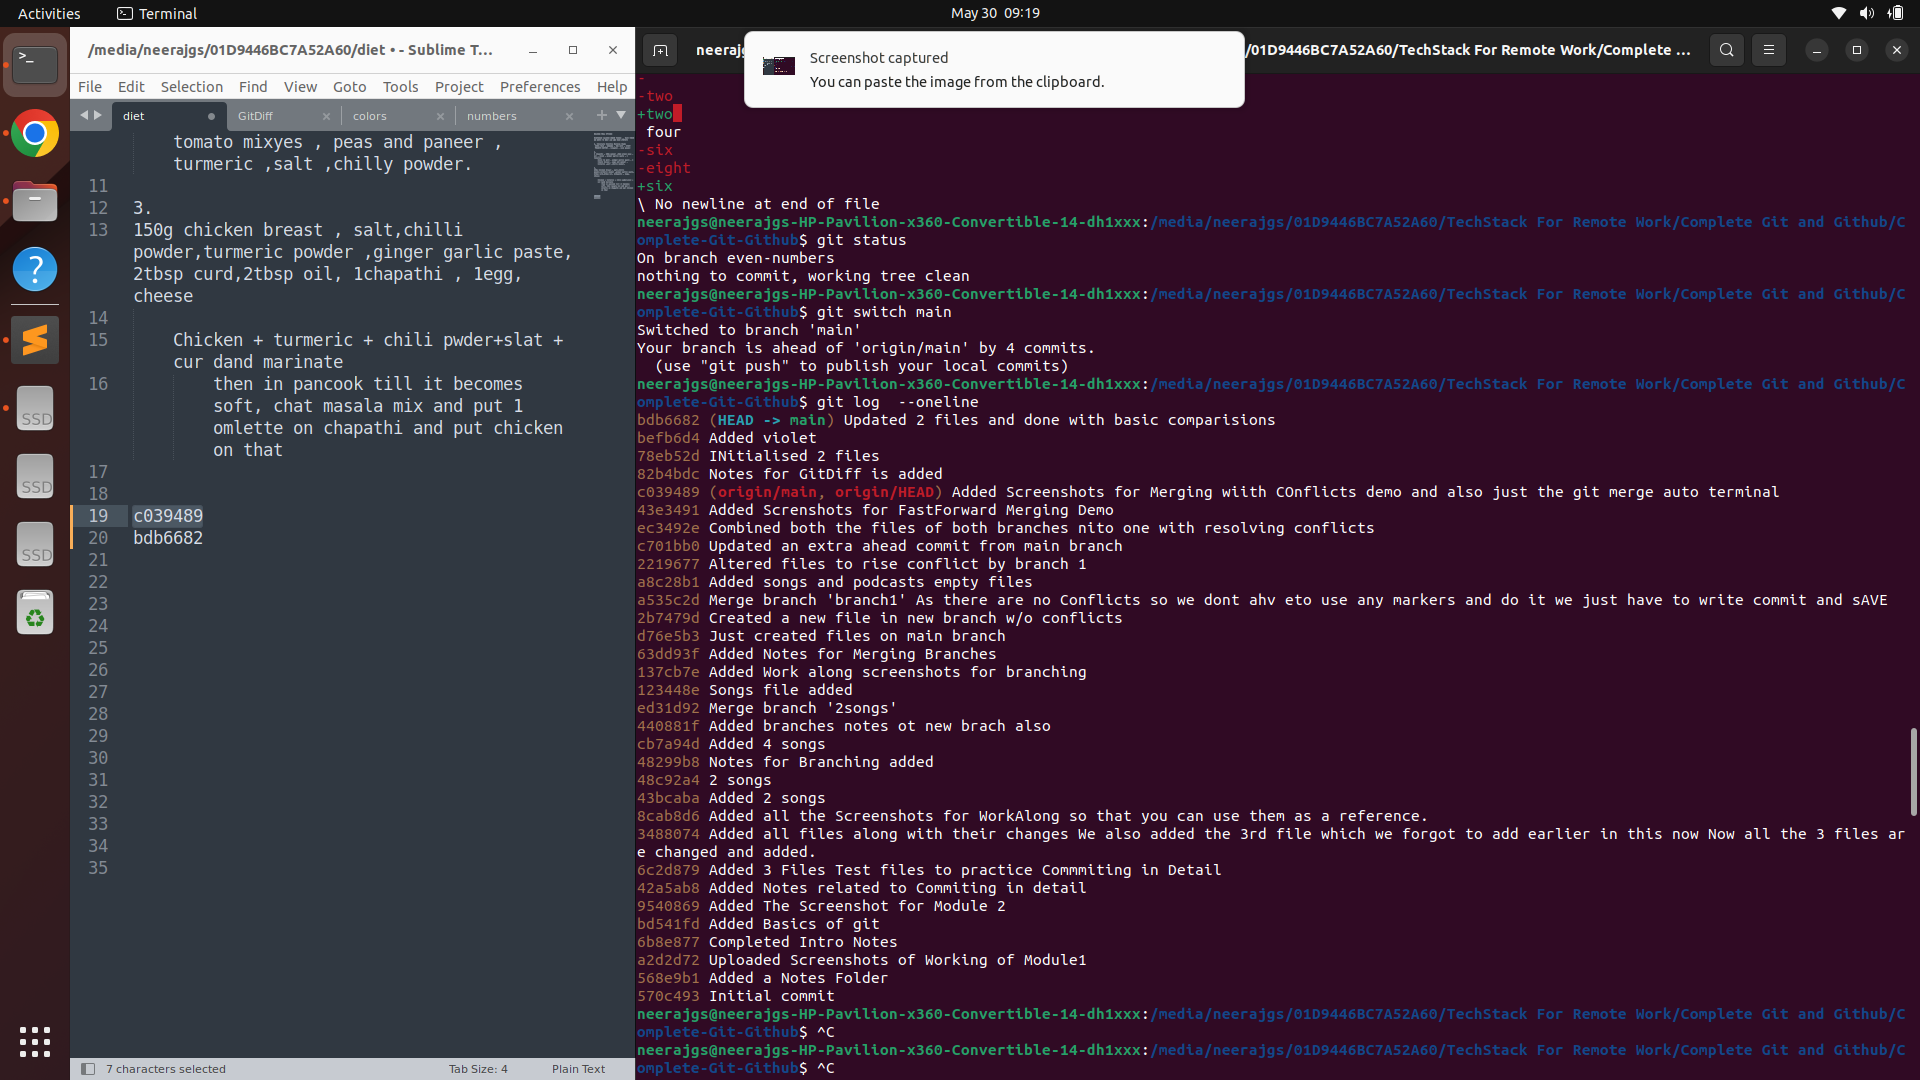 Activities
Terminal
May 30 09:19
/media/neerajgs/01D9446BC7A52A60/diet • - Sublime T...
File Edit Selection Find View Goto Tools Project Preferences Help
diet
GitDiff
colors
numbers
tomato mixyes , peas and paneer ,
turmeric ,salt ,chilly powder.
11
12 3.
13 150g chicken breast , salt,chilli
powder,turmeric powder ,ginger garlic paste,
2tbsp curd,2tbsp oil, 1chapathi , 1egg,
cheese
14
15 Chicken + turmeric + chili pwder+slat +
cur dand marinate
16 then in pancook till it becomes
soft, chat masala mix and put 1
omlette on chapathi and put chicken
on that
17
18
19 c039489
20 bdb6682
21
22
23
24
25
26
27
28
29
30
31
32
33
34
35
7 characters selected
Tab Size: 4
Plain Text
SSD
SSD
SSD
neerajg
/01D9446BC7A52A60/TechStack For Remote Work/Complete ...
Screenshot captured
You can paste the image from the clipboard.
-
-two
+two
four
-six
-eight
+six
\ No newline at end of file
neerajgs@neerajgs-HP-Pavilion-x360-Convertible-14-dh1xxx:/media/neerajgs/01D9446BC7A52A60/TechStack For Remote Work/Complete Git and Github/C
omplete-Git-Github$ git status
On branch even-numbers
nothing to commit, working tree clean
neerajgs@neerajgs-HP-Pavilion-x360-Convertible-14-dh1xxx:/media/neerajgs/01D9446BC7A52A60/TechStack For Remote Work/Complete Git and Github/C
omplete-Git-Github$ git switch main
Switched to branch 'main'
Your branch is ahead of 'origin/main' by 4 commits.
(use "git push" to publish your local commits)
neerajgs@neerajgs-HP-Pavilion-x360-Convertible-14-dh1xxx:/media/neerajgs/01D9446BC7A52A60/TechStack For Remote Work/Complete Git and Github/C
omplete-Git-Github$ git log  --oneline
bdb6682 (HEAD -> main) Updated 2 files and done with basic comparisions
befb6d4 Added violet
78eb52d INitialised 2 files
82b4bdc Notes for GitDiff is added
c039489 (origin/main, origin/HEAD) Added Screenshots for Merging wiith COnflicts demo and also just the git merge auto terminal
43e3491 Added Screnshots for FastForward Merging Demo
ec3492e Combined both the files of both branches nito one with resolving conflicts
c701bb0 Updated an extra ahead commit from main branch
2219677 Altered files to rise conflict by branch 1
a8c28b1 Added songs and podcasts empty files
a535c2d Merge branch 'branch1' As there are no Conflicts so we dont ahv eto use any markers and do it we just have to write commit and sAVE
2b7479d Created a new file in new branch w/o conflicts
d76e5b3 Just created files on main branch
63dd93f Added Notes for Merging Branches
137cb7e Added Work along screenshots for branching
123448e Songs file added
ed31d92 Merge branch '2songs'
440881f Added branches notes ot new brach also
cb7a94d Added 4 songs
48299b8 Notes for Branching added
48c92a4 2 songs
43bcaba Added 2 songs
8cab8d6 Added all the Screenshots for WorkAlong so that you can use them as a reference.
3488074 Added all files along with their changes We also added the 3rd file which we forgot to add earlier in this now Now all the 3 files ar
e changed and added.
6c2d879 Added 3 Files Test files to practice Commmiting in Detail
42a5ab8 Added Notes related to Commiting in detail
9540869 Added The Screenshot for Module 2
bd541fd Added Basics of git
6b8e877 Completed Intro Notes
a2d2d72 Uploaded Screenshots of Working of Module1
568e9b1 Added a Notes Folder
570c493 Initial commit
neerajgs@neerajgs-HP-Pavilion-x360-Convertible-14-dh1xxx:/media/neerajgs/01D9446BC7A52A60/TechStack For Remote Work/Complete Git and Github/C
omplete-Git-Github$ ^C
neerajgs@neerajgs-HP-Pavilion-x360-Convertible-14-dh1xxx:/media/neerajgs/01D9446BC7A52A60/TechStack For Remote Work/Complete Git and Github/C
omplete-Git-Github$ ^C